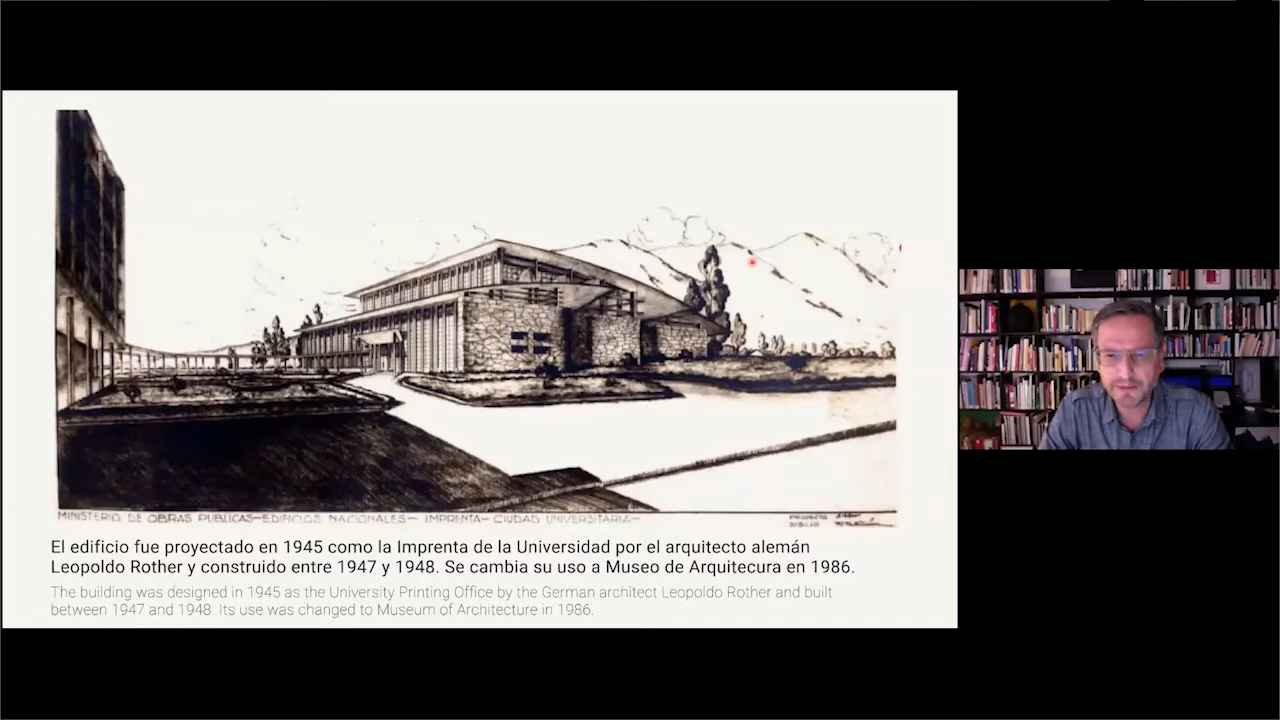 MINISTERIO DE OBRAS PUBLICAS-EDIFICIOS NACIONALES- IMPRENTA- CIUDAD UNIVERSITARIA-
PROYECTO
DIBUJO
El edificio fue proyectado en 1945 como la Imprenta de la Universidad por el arquitecto alemán
Leopoldo Rother y construido entre 1947 y 1948. Se cambia su uso a Museo de Arquitecura en 1986.
The building was designed in 1945 as the University Printing Office by the German architect Leopoldo Rother and built
between 1947 and 1948. Its use was changed to Museum of Architecture in 1986.